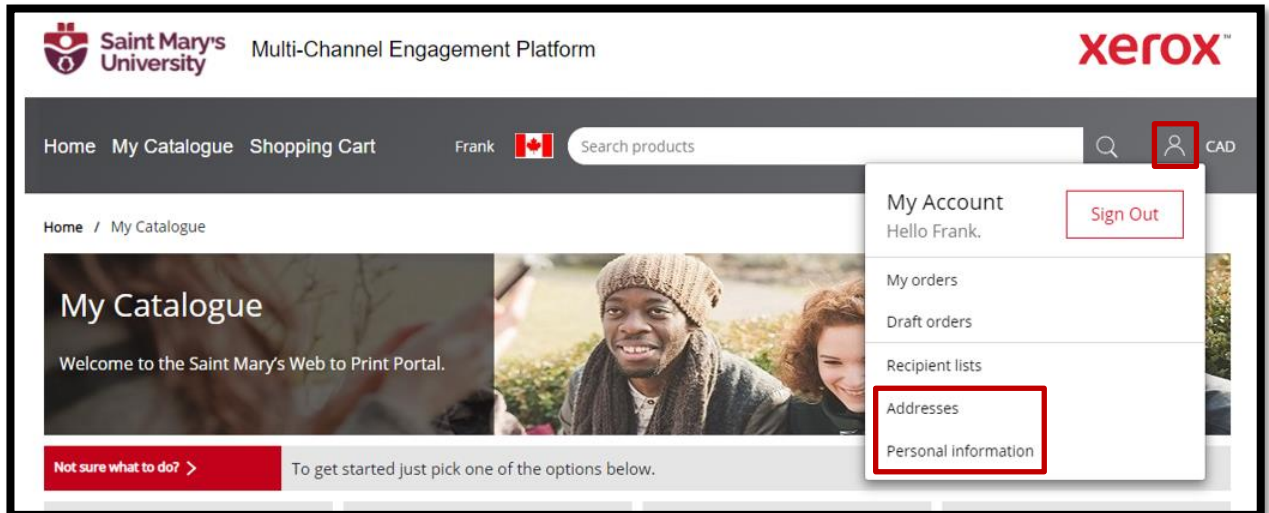 Saint Mary's
University
Multi-Channel Engagement Platform
xerox™
Home My Catalogue Shopping Cart Frank Search products CAD
My Account
Hello Frank.
Sign Out
Home / My Catalogue
My orders
Draft orders
Recipient lists
Addresses
Personal information
My Catalogue
Welcome to the Saint Mary's Web to Print Portal.
Not sure what to do? >
To get started just pick one of the options below.